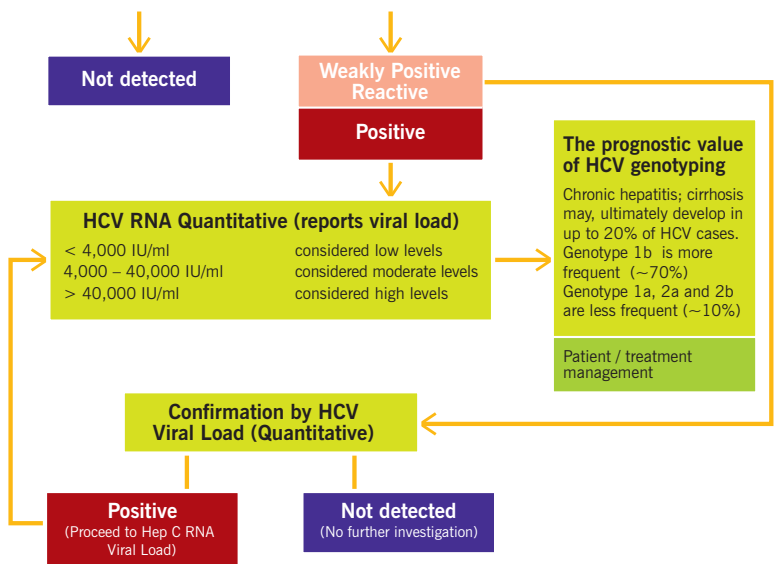 Not detected
Weakly Positive
Reactive
Positive
The prognostic value
of HCV genotyping
Chronic hepatitis; cirrhosis
may, ultimately develop in
up to 20% of HCV cases.
Genotype 1b is more
frequent (~70%)
Genotype 1a, 2a and 2b
are less frequent (~10%)
Patient / treatment
management
HCV RNA Quantitative (reports viral load)
< 4,000 IU/ml considered low levels
4,000 – 40,000 IU/ml considered moderate levels
> 40,000 IU/ml considered high levels
Confirmation by HCV
Viral Load (Quantitative)
Positive
(Proceed to Hep C RNA
Viral Load)
Not detected
(No further investigation)